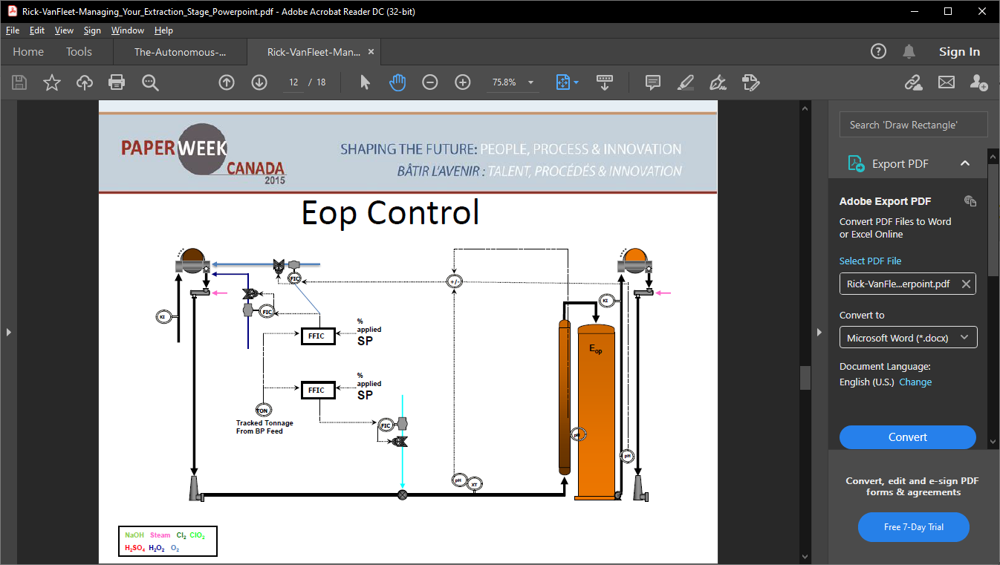 Rick-VanFleet-Managing_Your_Extraction_Stage_Powerpoint.pdf - Adobe Acrobat Reader DC (32-bit)
File Edit View Sign Window Help
Home Tools The-Autonomous-... Rick-VanFleet-Man... × Sign In
12 / 18 75.8%
PAPERWEEK
CANADA
2015
SHAPING THE FUTURE: PEOPLE, PROCESS & INNOVATION
BÂTIR L'AVENIR : TALENT, PROCÉDÉS & INNOVATION
Eop Control
FIC
+/-
KI
FIC
KI
FFIC
%
applied
SP
Eop
FFIC
%
applied
SP
TON
Tracked Tonnage
From BP Feed
FIC
pH
pH
pH
XT
NaOH Steam Cl2 ClO2
H2SO4 H2O2 O2
Search 'Draw Rectangle'
Export PDF
Adobe Export PDF
Convert PDF Files to Word
or Excel Online
Select PDF File
Rick-VanFle...erpoint.pdf
Convert to
Microsoft Word (*.docx)
Document Language:
English (U.S.) Change
Convert
Convert, edit and e-sign PDF
forms & agreements
Free 7-Day Trial